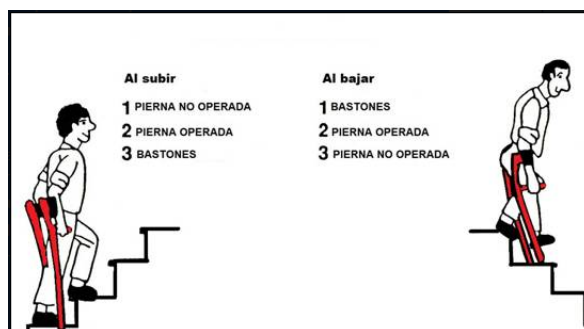 Al subir
1 PIERNA NO OPERADA
2 PIERNA OPERADA
3 BASTONES
Al bajar
1 BASTONES
2 PIERNA OPERADA
3 PIERNA NO OPERADA